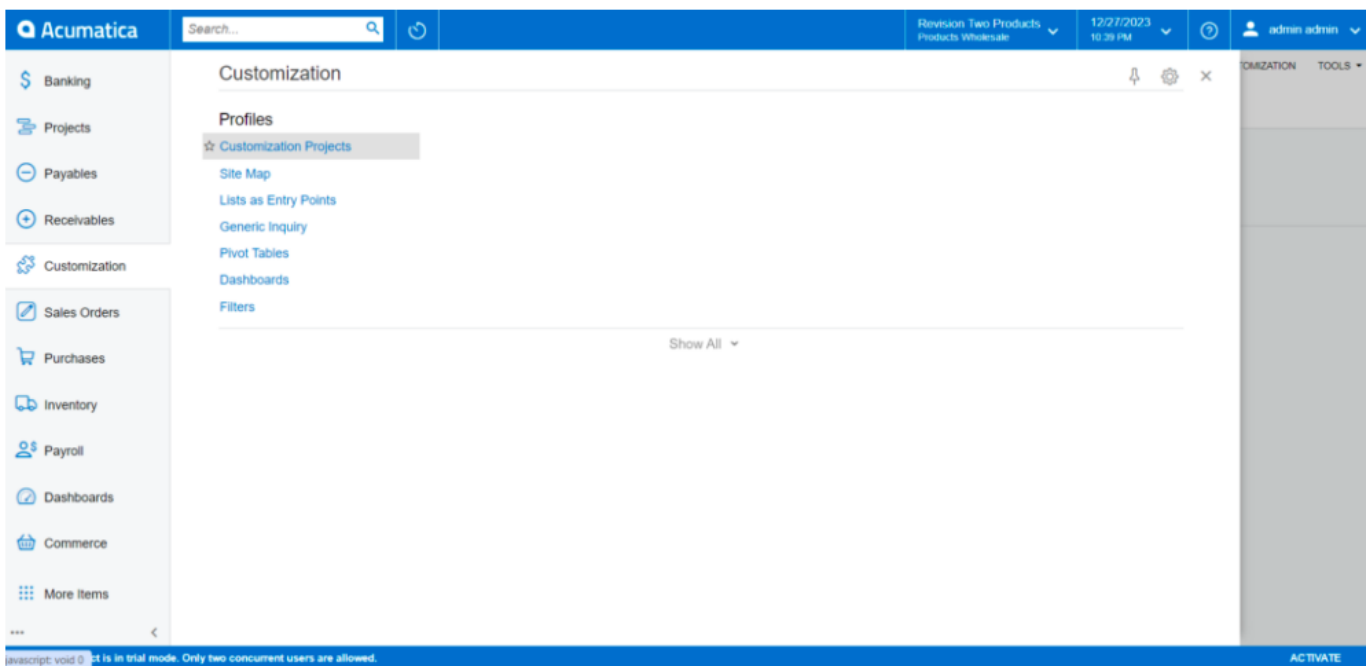 Acumatica
Search...
Revision Two Products
Products Wholesale
12/27/2023
10:39 PM
admin admin
Banking
Projects
Payables
Receivables
Customization
Sales Orders
Purchases
Inventory
Payroll
Dashboards
Commerce
More Items
Customization
Profiles
Customization Projects
Site Map
Lists as Entry Points
Generic Inquiry
Pivot Tables
Dashboards
Filters
Show All
TOMIZATION TOOLS
javascript: void 0
ct is in trial mode. Only two concurrent users are allowed.
ACTIVATE